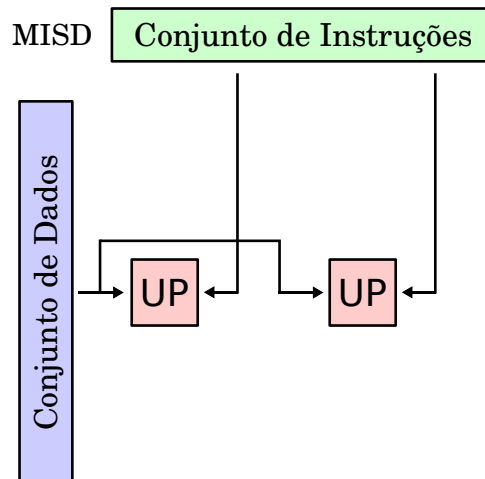 MISD
Conjunto de Instruções
Conjunto de Dados
UP
UP